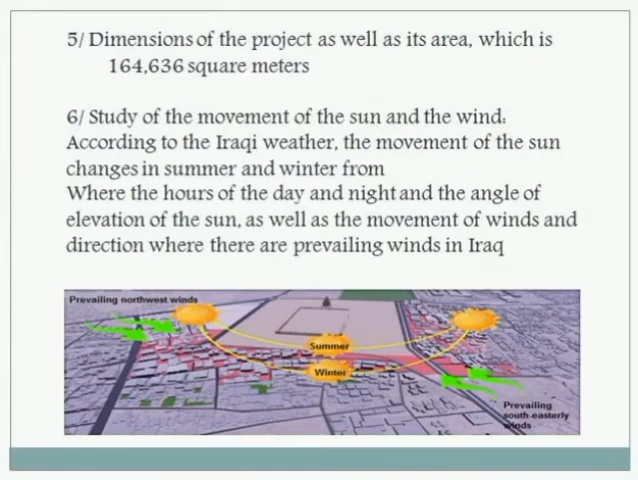 5/ Dimensions of the project as well as its area, which is
164,636 square meters
6/ Study of the movement of the sun and the wind:
According to the Iraqi weather, the movement of the sun
changes in summer and winter from
Where the hours of the day and night and the angle of
elevation of the sun, as well as the movement of winds and
direction where there are prevailing winds in Iraq
Prevailing northwest winds
Summer
Winter
Prevailing
south-easterly
winds